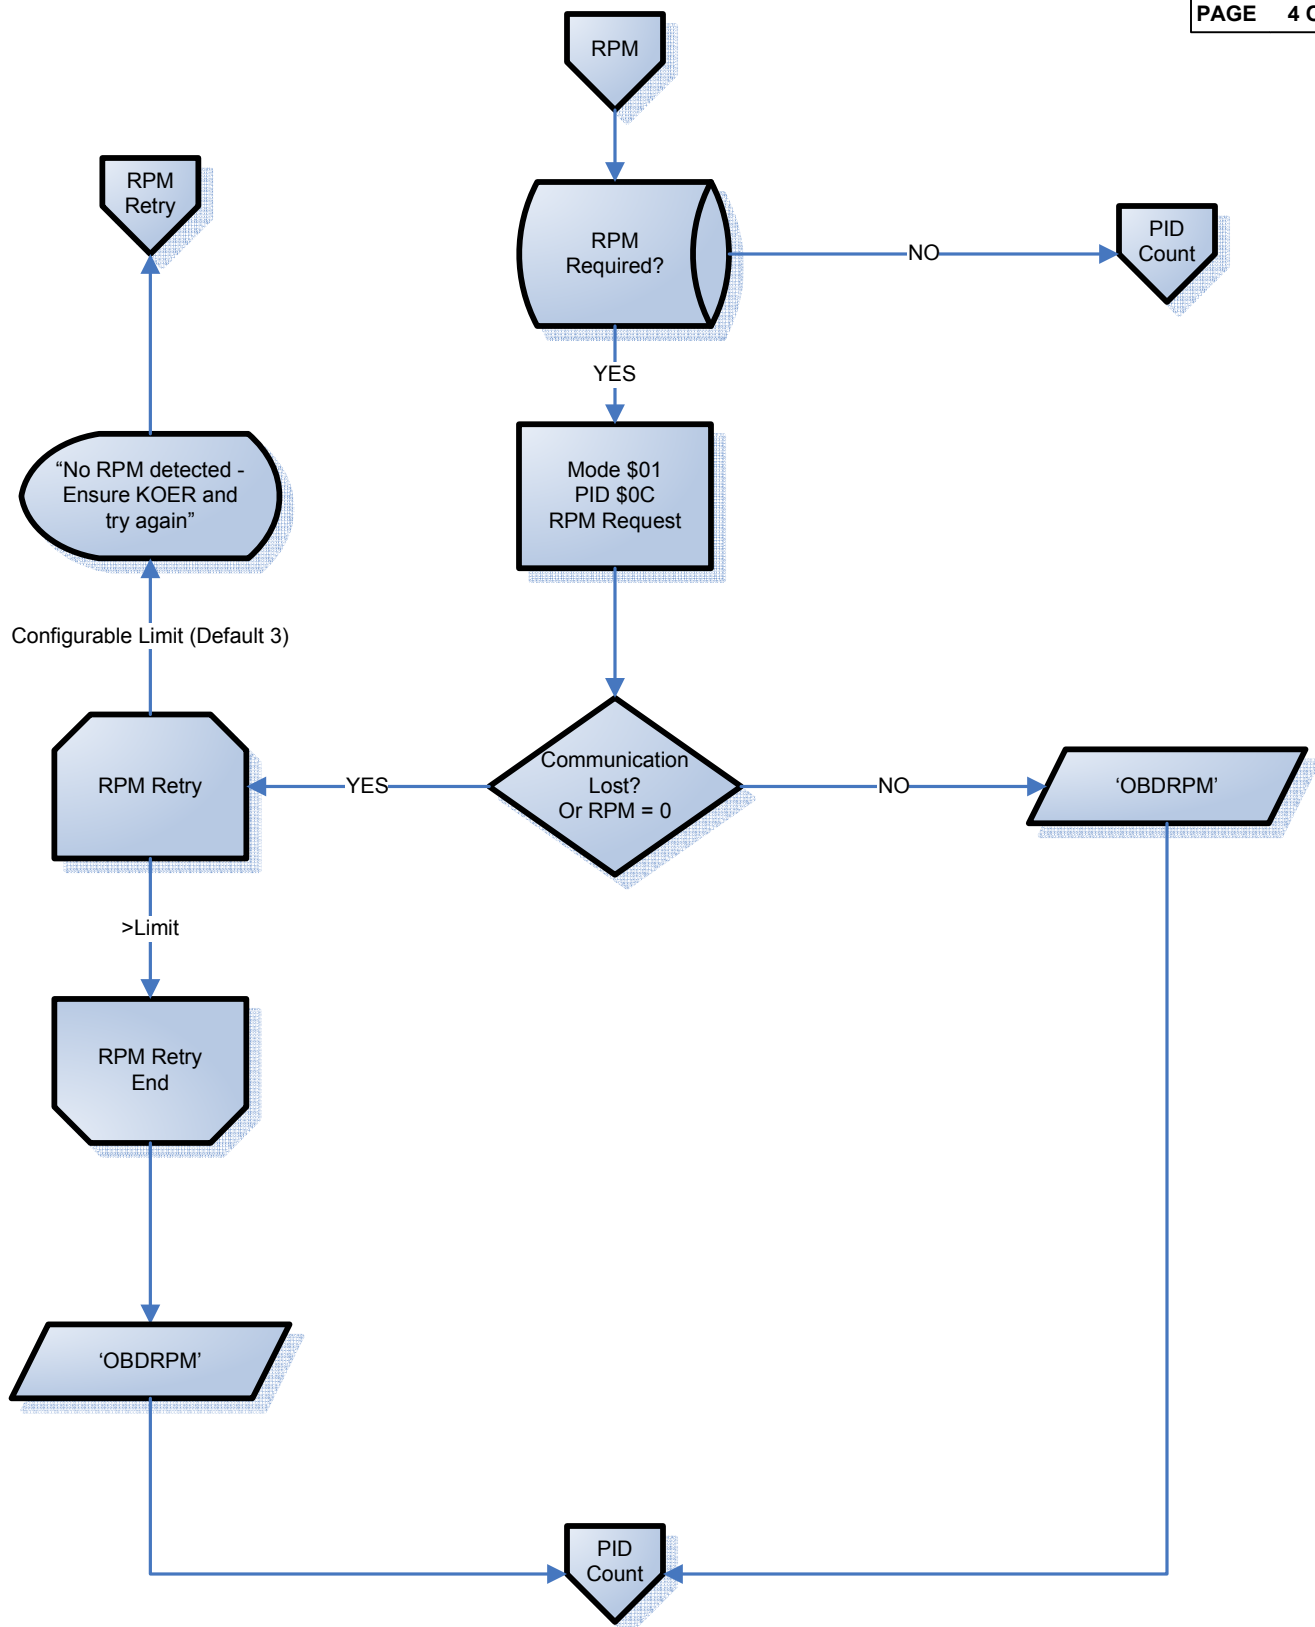 PAGE 4 O
RPM
RPM
Retry
RPM
Required?
NO
PID
Count
YES
“No RPM detected -
Ensure KOER and
try again”
Mode $01
PID $0C
RPM Request
Configurable Limit (Default 3)
RPM Retry
YES
Communication
Lost?
Or RPM = 0
NO
‘OBDRPM’
>Limit
RPM Retry
End
‘OBDRPM’
PID
Count